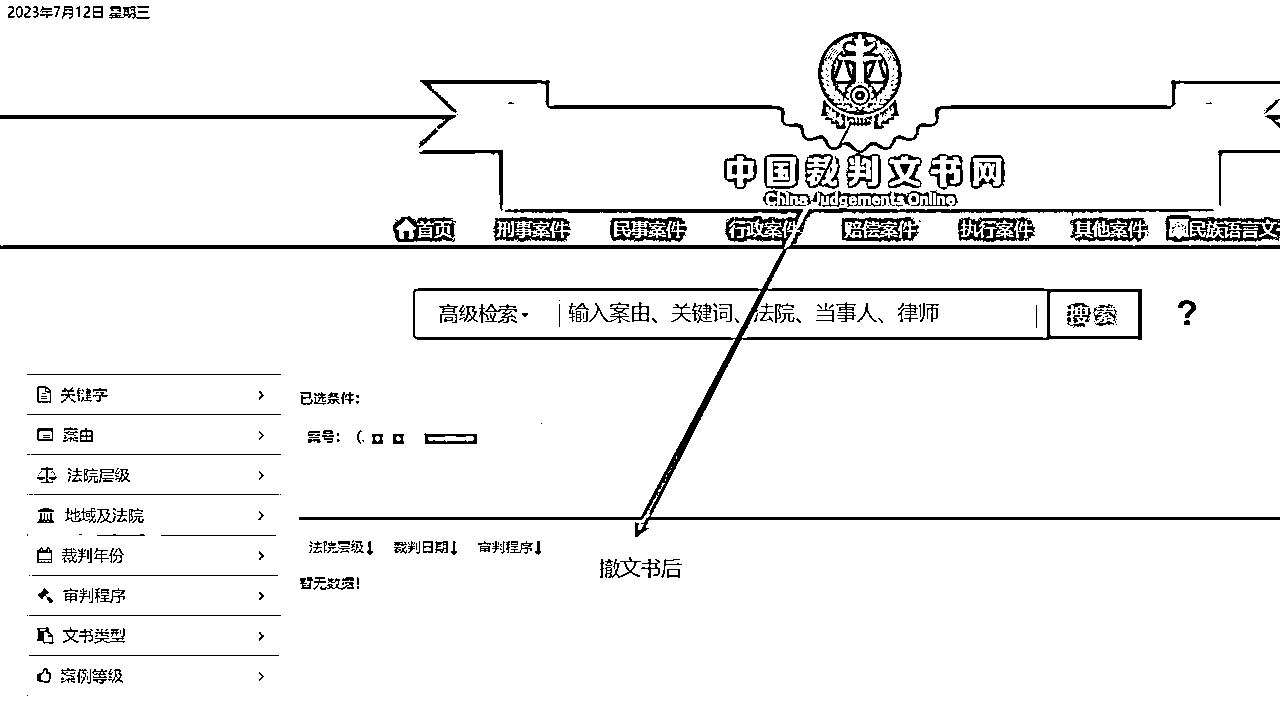 2023年7月12日 星期三
中国裁判文书网
China Judgements Online
首页 刑事案件 民事案件 行政案件 赔偿案件 执行案件 其他案件 民族语言文
高级检索 输入案由、关键词、法院、当事人、律师 搜索 ?
关键字
案由
法院层级
地域及法院
裁判年份
审判程序
文书类型
案例等级
已选条件：
案号：（
法院层级 裁判日期 审判程序
暂无数据！
撤文书后